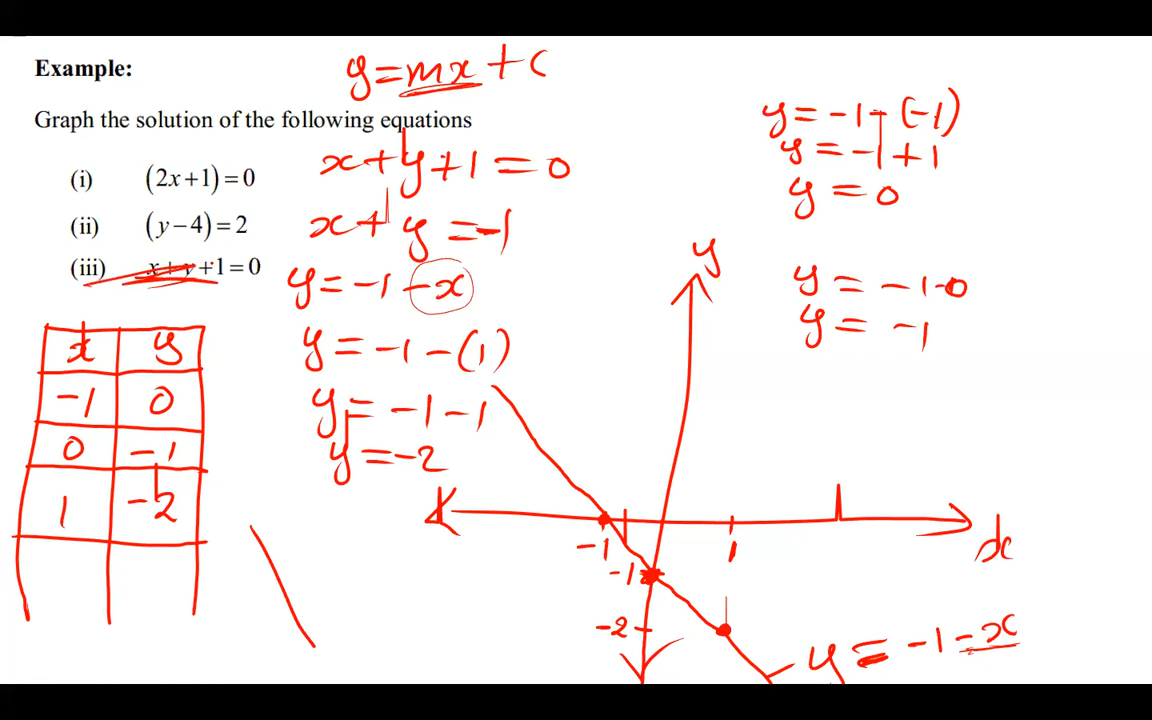 Example:
y=mx+c
Graph the solution of the following equations
(i) (2x+1)=0
(ii) (y−4)=2
(iii) x+y+1=0
x+y+1=0
x+y=-1
y=-1-x
y=-1-(1)
y=-1-1
y=-2
x y
-1 0
0 -1
1 -2
y=-1-(-1)
y=-1+1
y=0
y=-1-0
y=-1
y
-1 1 x
-1
-2
y=-1-x